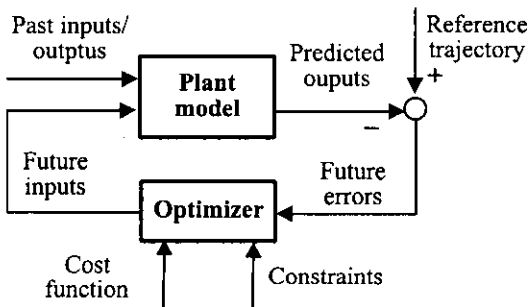 Past inputs/
outptus
Plant
model
Predicted
ouputs
Reference
trajectory
+
−
Future
inputs
Optimizer
Future
errors
Cost
function
Constraints